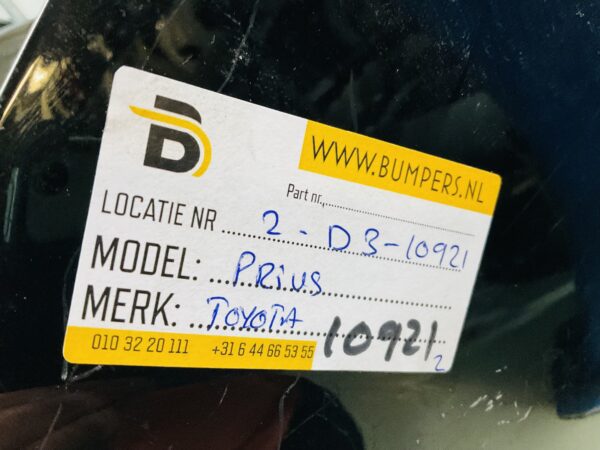 WWW.BUMPERS.NL
Part nr.
LOCATIE NR 2 - D3-10921
MODEL: PRiUS
MERK: TOYOTA 10921 2
010 32 20 111 +31 6 44 66 53 55